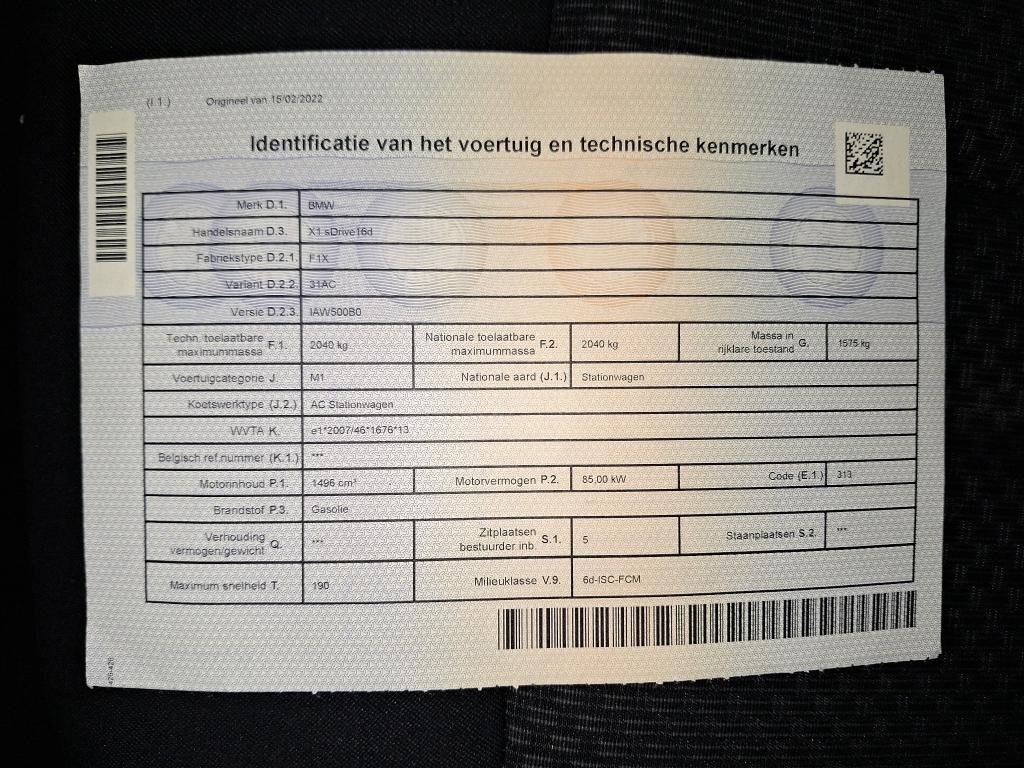 (I.1.) Origineel van 15/02/2022
Identificatie van het voertuig en technische kenmerken
Merk D.1. BMW
Handelsnaam D.3. X1 sDrive16d
Fabriekstype D.2.1. F1X
Variant D.2.2. 31AC
Versie D.2.3. IAW500B0
Techn. toelaatbare maximummassa F.1. 2040 kg Nationale toelaatbare maximummassa F.2. 2040 kg Massa in rijklare toestand G. 1575 kg
Voertuigcategorie J. M1 Nationale aard (J.1.) Stationwagen
Koetswerktype (J.2.) AC Stationwagen
WVTA K. e1*2007/46*1676*13
Belgisch ref.nummer (K.1.) ***
Motorinhoud P.1. 1496 cm³ Motorvermogen P.2. 85,00 kW Code (E.1.) 313
Brandstof P.3. Gasolie
Verhouding vermogen/gewicht Q. *** Zitplaatsen bestuurder inb. S.1. 5 Staanplaatsen S.2. ***
Maximum snelheid T. 190 Milieuklasse V.9. 6d-ISC-FCM